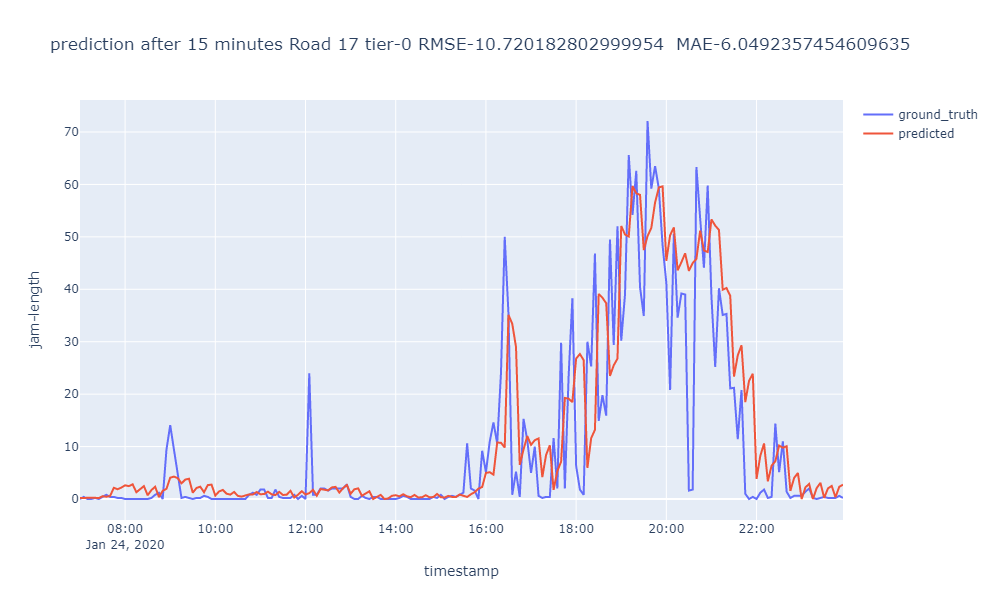 prediction after 15 minutes Road 17 tier-0 RMSE-10.720182802999954  MAE-6.0492357454609635
ground_truth
predicted
70
60
50
40
30
20
10
0
jam-length
08:00 10:00 12:00 14:00 16:00 18:00 20:00 22:00
Jan 24, 2020
timestamp